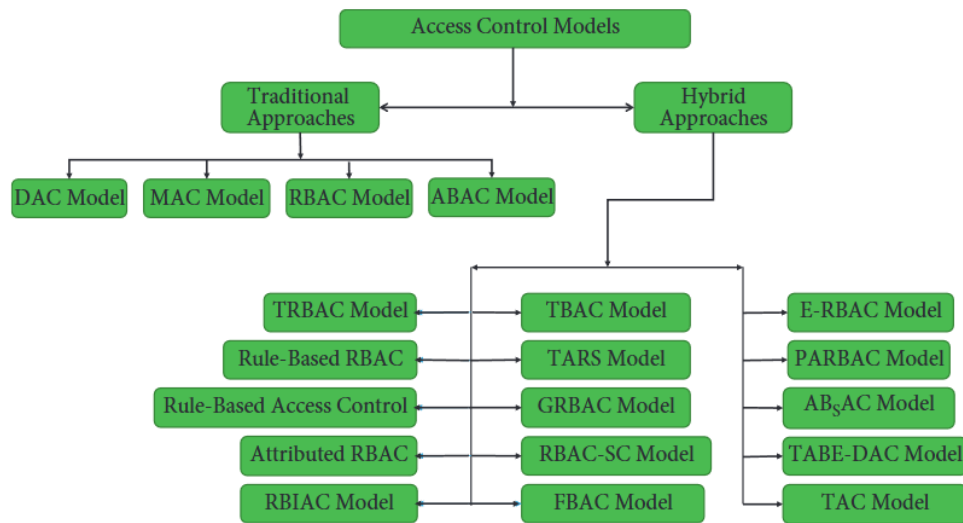 Access Control Models
Traditional
Approaches
Hybrid
Approaches
DAC Model
MAC Model
RBAC Model
ABAC Model
TRBAC Model
TBAC Model
E-RBAC Model
Rule-Based RBAC
TARS Model
PARBAC Model
Rule-Based Access Control
GRBAC Model
ABSAC Model
Attributed RBAC
RBAC-SC Model
TABE-DAC Model
RBIAC Model
FBAC Model
TAC Model